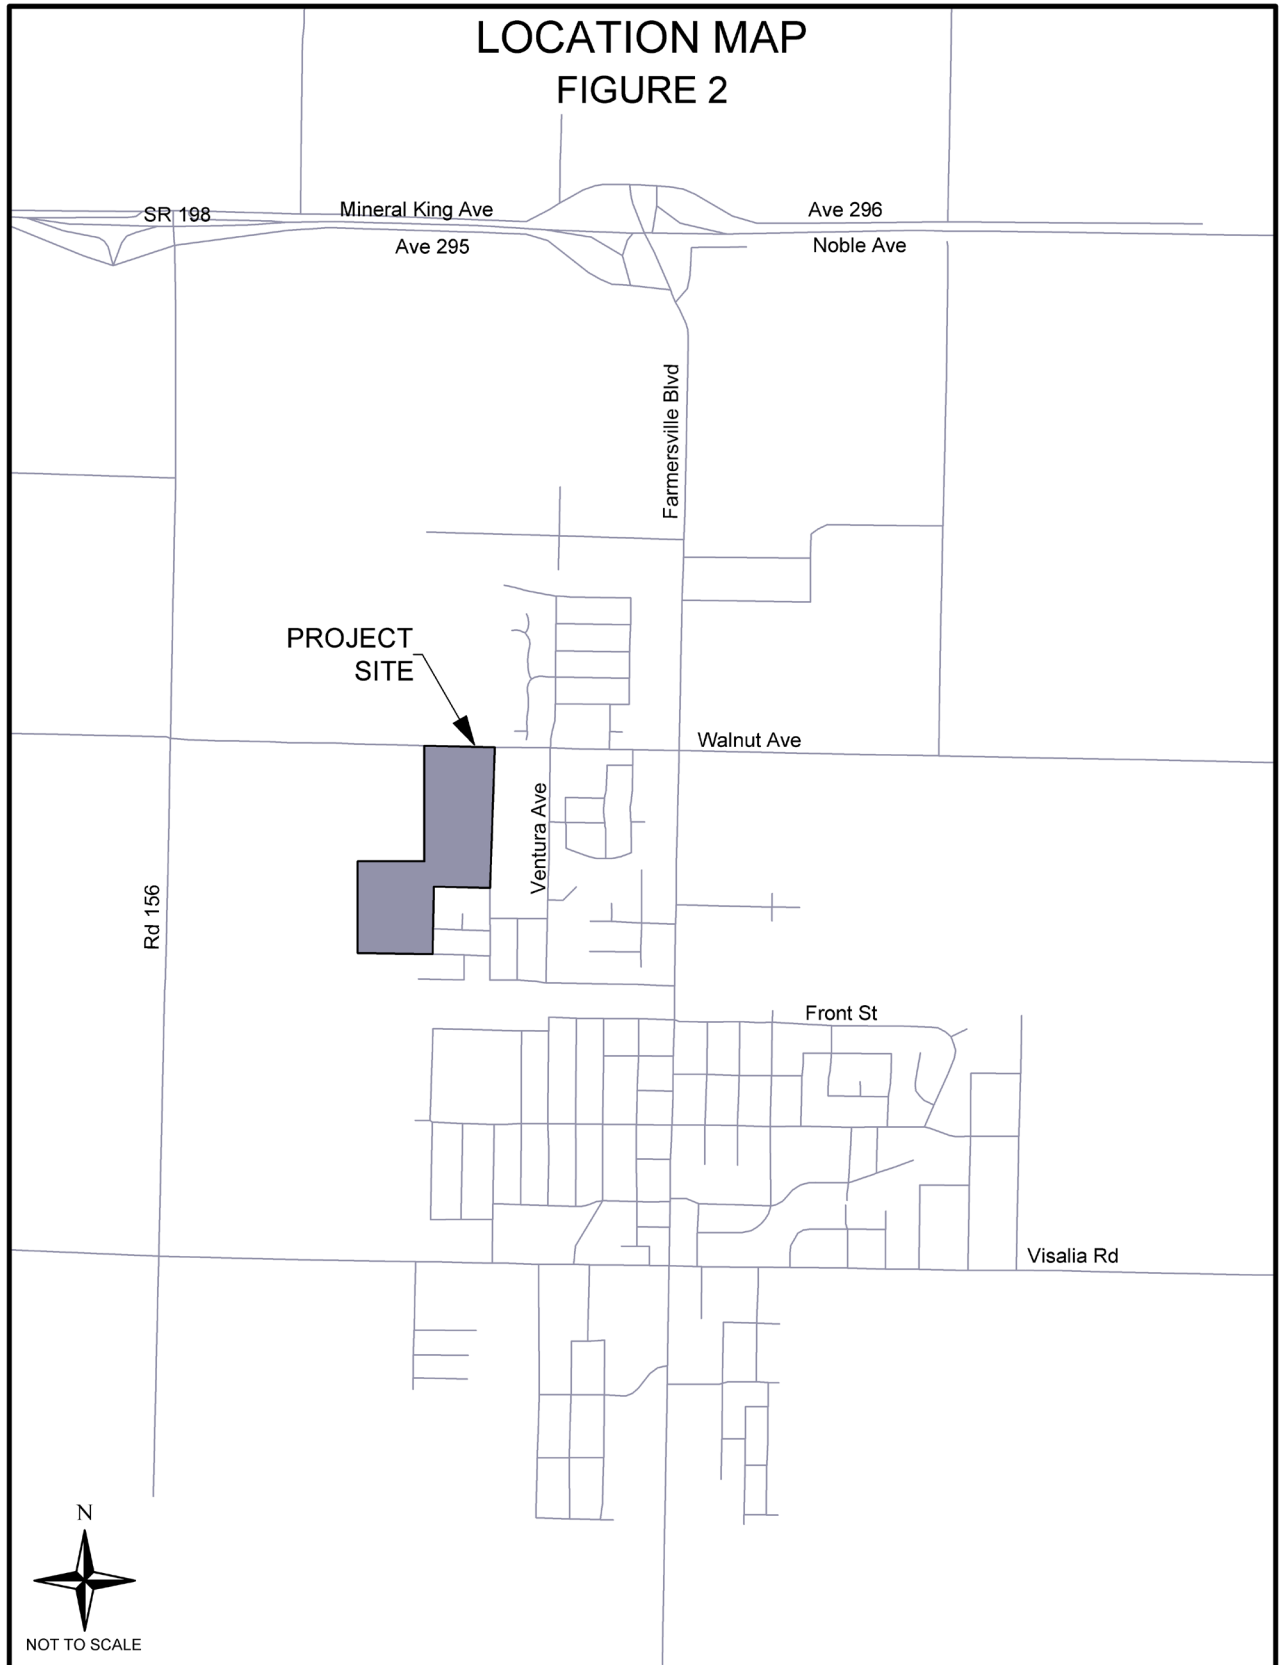 LOCATION MAP
FIGURE 2
SR 198
Mineral King Ave
Ave 296
Ave 295
Noble Ave
Farmersville Blvd
PROJECT
SITE
Walnut Ave
Ventura Ave
Rd 156
Front St
Visalia Rd
N
NOT TO SCALE